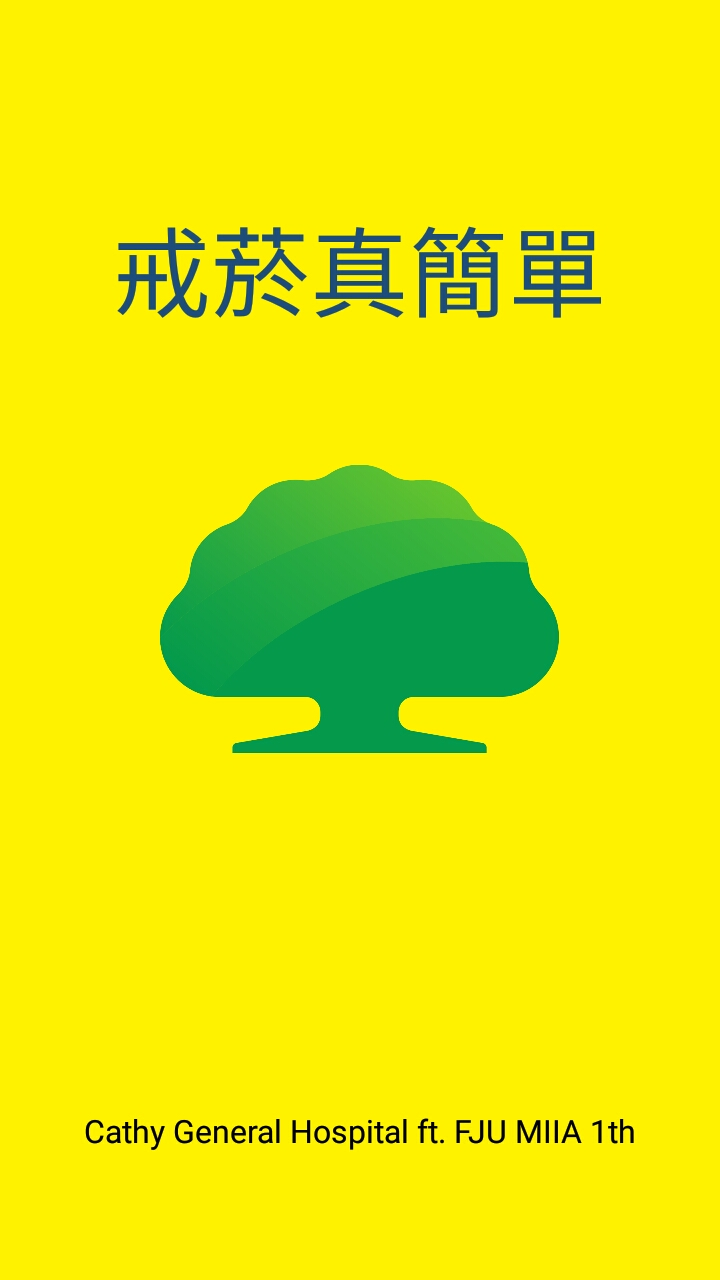 戒菸真簡單
Cathy General Hospital ft. FJU MIIA 1th